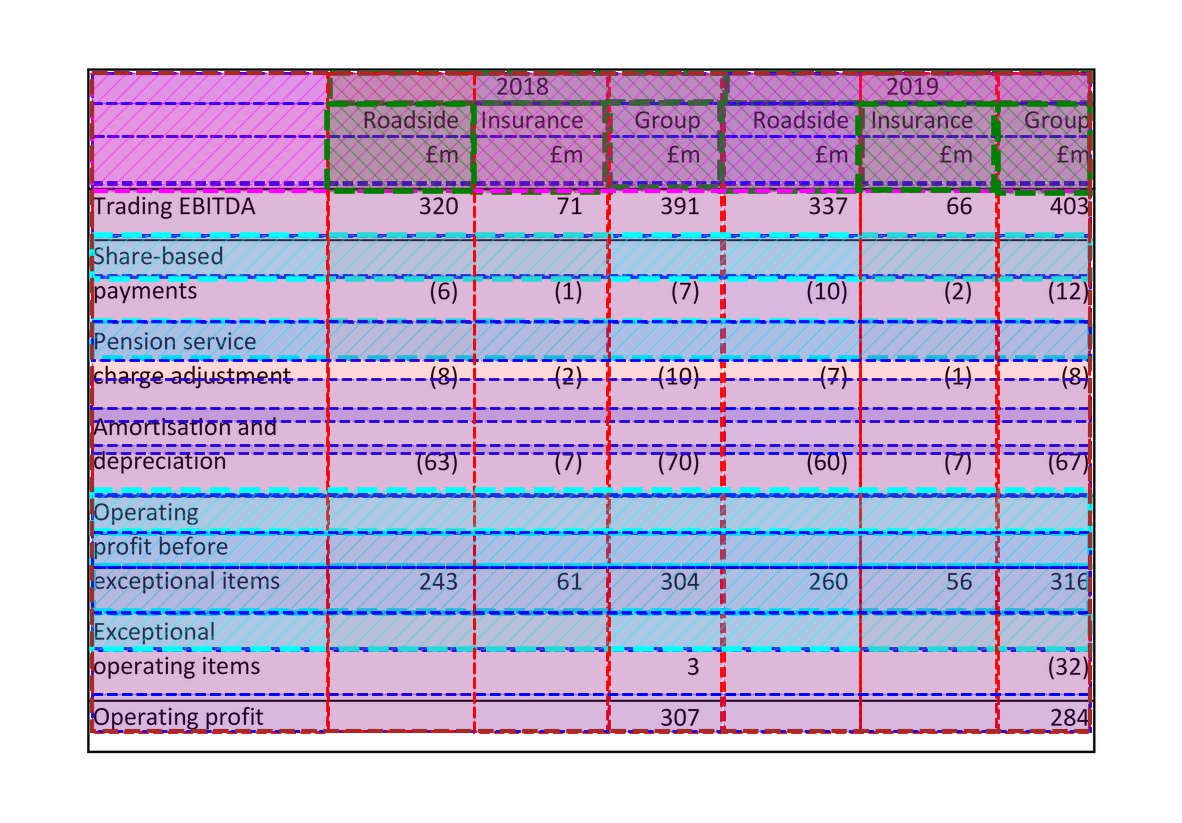 2018 2019
Roadside Insurance Group Roadside Insurance Group
£m £m £m £m £m £m
Trading EBITDA 320 71 391 337 66 403
Share-based
payments (6) (1) (7) (10) (2) (12)
Pension service
charge adjustment (8) (2) (10) (7) (1) (8)
Amortisation and
depreciation (63) (7) (70) (60) (7) (67)
Operating
profit before
exceptional items 243 61 304 260 56 316
Exceptional
operating items 3 (32)
Operating profit 307 284